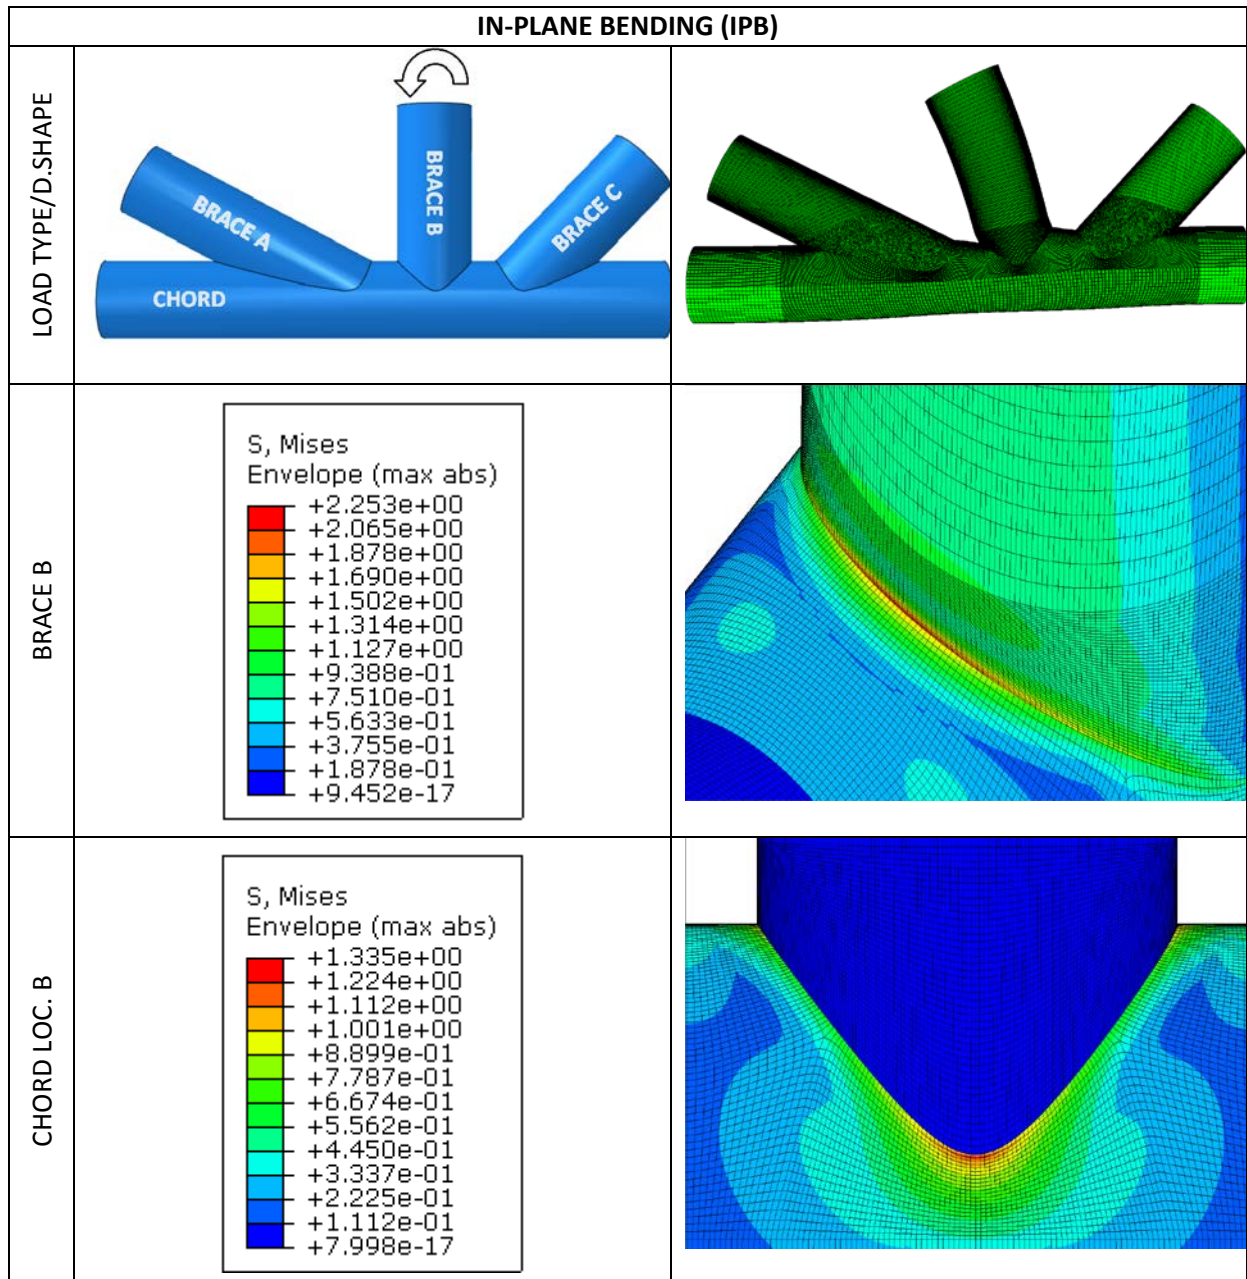 IN-PLANE BENDING (IPB)
LOAD TYPE/D.SHAPE
BRACE A
BRACE B
BRACE C
CHORD
BRACE B
S, Mises
Envelope (max abs)
+2.253e+00
+2.065e+00
+1.878e+00
+1.690e+00
+1.502e+00
+1.314e+00
+1.127e+00
+9.388e-01
+7.510e-01
+5.633e-01
+3.755e-01
+1.878e-01
+9.452e-17
CHORD LOC. B
S, Mises
Envelope (max abs)
+1.335e+00
+1.224e+00
+1.112e+00
+1.001e+00
+8.899e-01
+7.787e-01
+6.674e-01
+5.562e-01
+4.450e-01
+3.337e-01
+2.225e-01
+1.112e-01
+7.998e-17